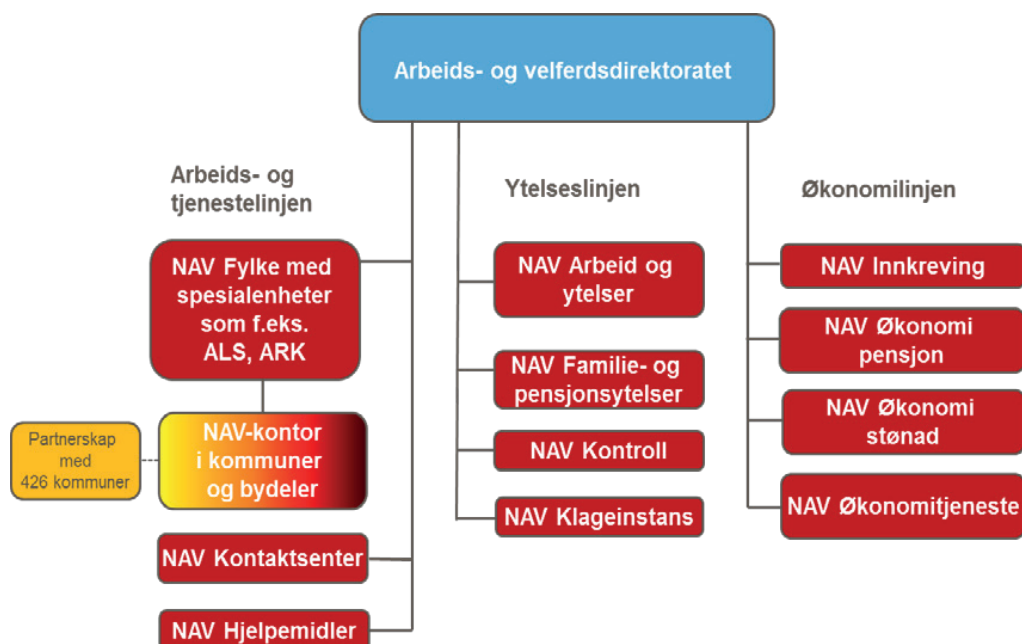 Arbeids- og velferdsdirektoratet
Arbeids- og
tjenestelinjen
NAV Fylke med
spesialenheter
som f.eks.
ALS, ARK
Partnerskap
med
426 kommuner
NAV-kontor
i kommuner
og bydeler
NAV Kontaktsenter
NAV Hjelpemidler
Ytelseslinjen
NAV Arbeid og
ytelser
NAV Familie- og
pensjonsytelser
NAV Kontroll
NAV Klageinstans
Økonomilinjen
NAV Innkreving
NAV Økonomi
pensjon
NAV Økonomi
stønad
NAV Økonomitjeneste